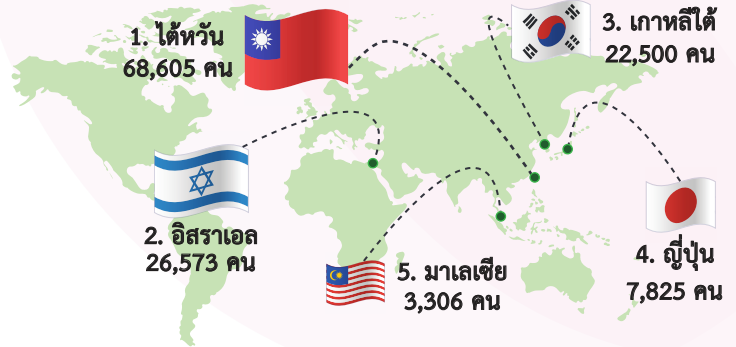 1. ไต้หวัน
68,605 คน
2. อิสราเอล
26,573 คน
3. เกาหลีใต้
22,500 คน
4. ญี่ปุ่น
7,825 คน
5. มาเลเซีย
3,306 คน